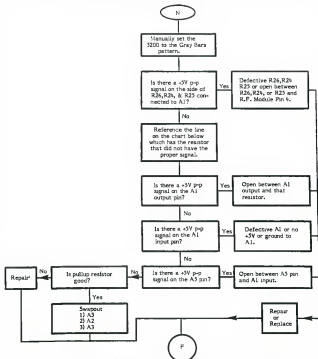 N
Manually set the
3200 to the Gray Bars
pattern.
Is there a +5V p-p
signal on the side of
R26,R24, & R25 con-
nected to A1?
Yes
Defective R26,R24
R25 or open between
R26,R24, or R25 and
R.F. Module Pin 4.
No
Reference the line
on the chart below
which has the resistor
that did not have the
proper signal.
Is there a +5V p-p
signal on the A1
output pin?
Yes
Open between A1
output and that
resistor.
No
Is there a +5V p-p
signal on the A1
input pin?
Yes
Defective A1 or no
+5V or ground to
A1.
No
Repair
No
Is pullup resistor
good?
No
Is there a +5V p-p
signal on the A5 pin?
Yes
Open between A5 pin
and A1 input.
Yes
Swapout
1) A5
2) A2
3) A3
Repair
or
Replace
F